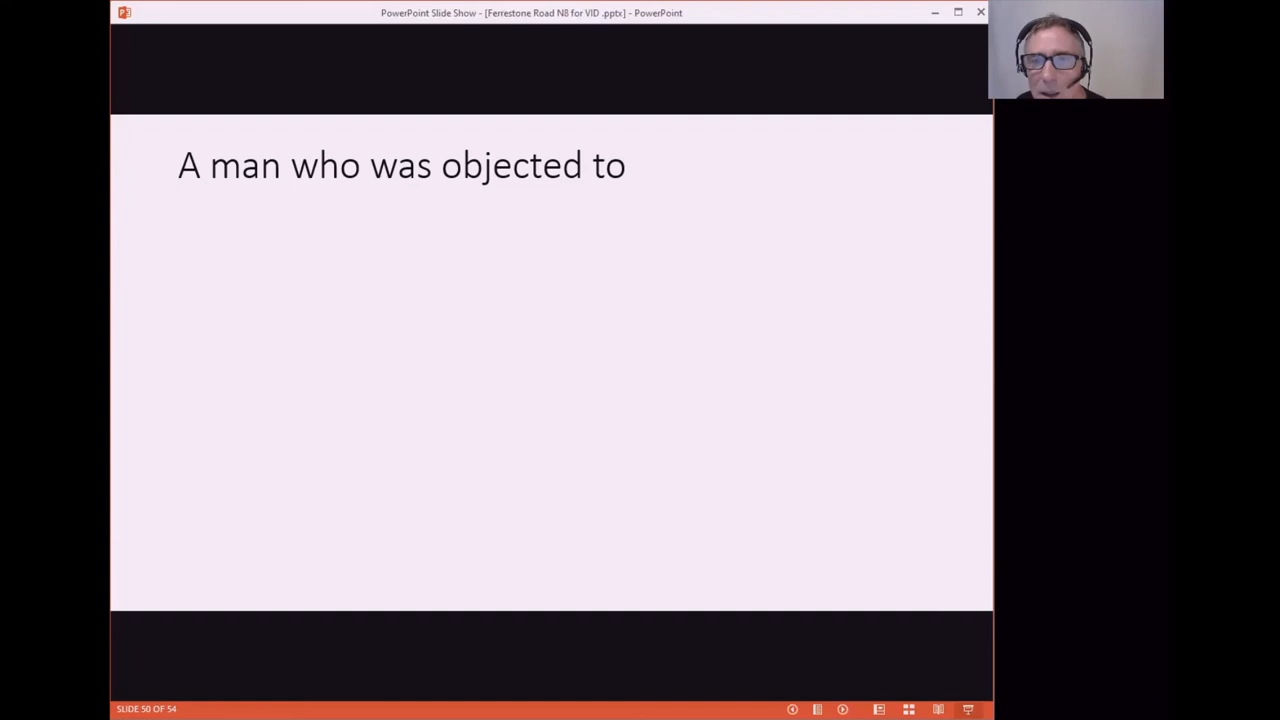 PowerPoint Slide Show - [Ferrestone Road N8 for VID .pptx] - PowerPoint
A man who was objected to
SLIDE 50 OF 54